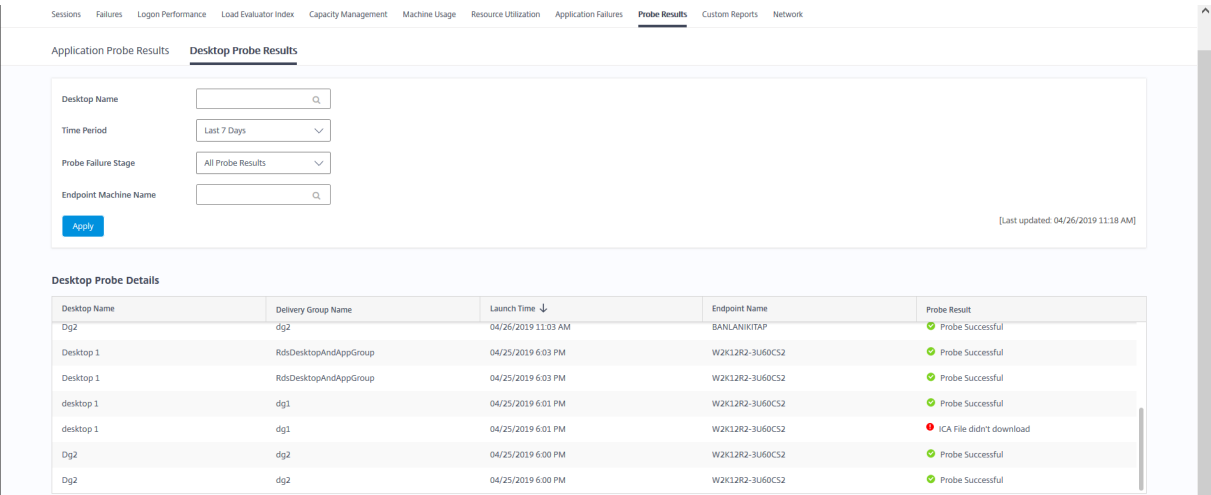 Sessions Failures Logon Performance Load Evaluator Index Capacity Management Machine Usage Resource Utilization Application Failures Probe Results Custom Reports Network
Application Probe Results Desktop Probe Results
Desktop Name
Time Period Last 7 Days
Probe Failure Stage All Probe Results
Endpoint Machine Name
Apply [Last updated: 04/26/2019 11:18 AM]
Desktop Probe Details
Desktop Name Delivery Group Name Launch Time Endpoint Name Probe Result
Dg2 dg2 04/26/2019 11:03 AM BANLANIKITAP Probe Successful
Desktop 1 RdsDesktopAndAppGroup 04/25/2019 6:03 PM W2K12R2-3U60CS2 Probe Successful
Desktop 1 RdsDesktopAndAppGroup 04/25/2019 6:03 PM W2K12R2-3U60CS2 Probe Successful
desktop 1 dg1 04/25/2019 6:01 PM W2K12R2-3U60CS2 Probe Successful
desktop 1 dg1 04/25/2019 6:01 PM W2K12R2-3U60CS2 ICA File didn't download
Dg2 dg2 04/25/2019 6:00 PM W2K12R2-3U60CS2 Probe Successful
Dg2 dg2 04/25/2019 6:00 PM W2K12R2-3U60CS2 Probe Successful